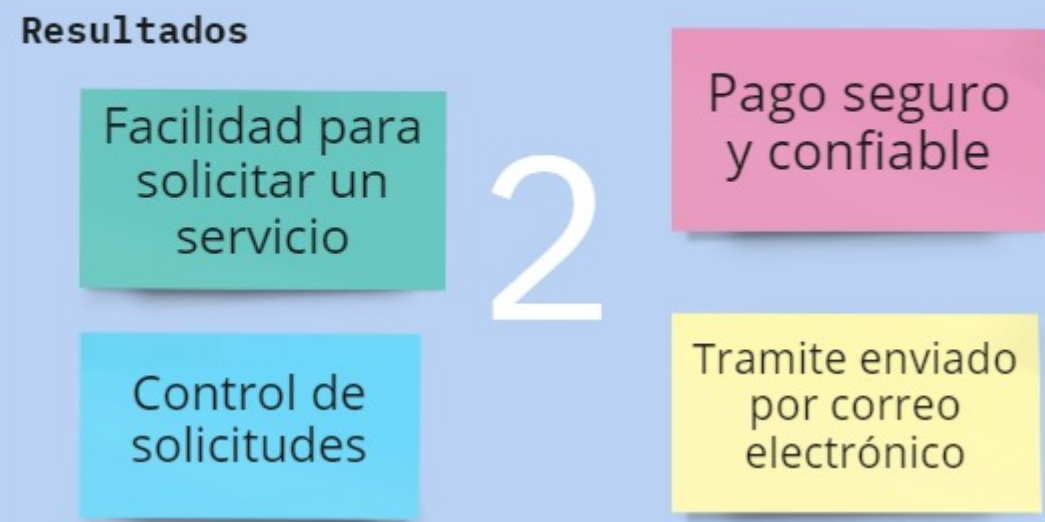 Resultados
Facilidad para
solicitar un
servicio
2
Pago seguro
y confiable
Control de
solicitudes
Tramite enviado
por correo
electrónico